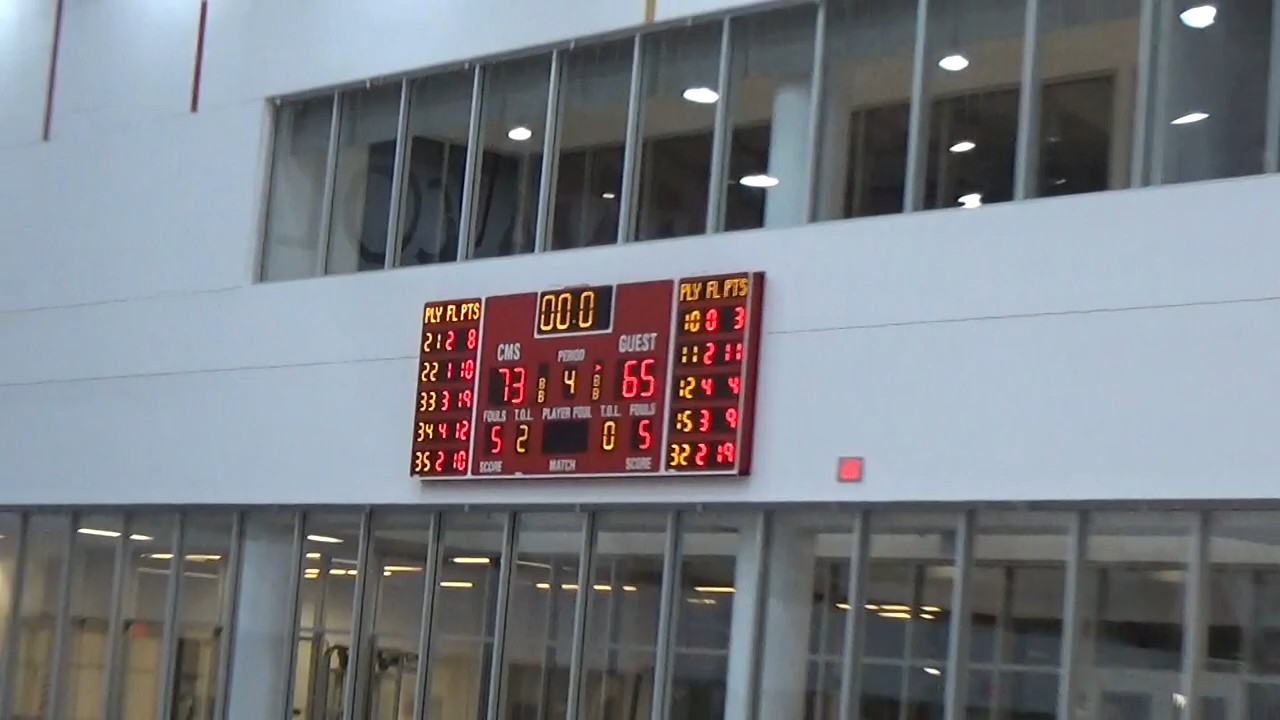 PLY FL PTS
21 2 8
22 1 10
33 3 19
34 4 12
35 2 10
00.0
CMS PERIOD GUEST
73 B B 4 > B B 65
FOULS T.O.L. PLAYER FOUL T.O.L. FOULS
5 2 0 5
SCORE MATCH SCORE
PLY FL PTS
10 0 3
11 2 11
12 4 4
15 3 9
32 2 19